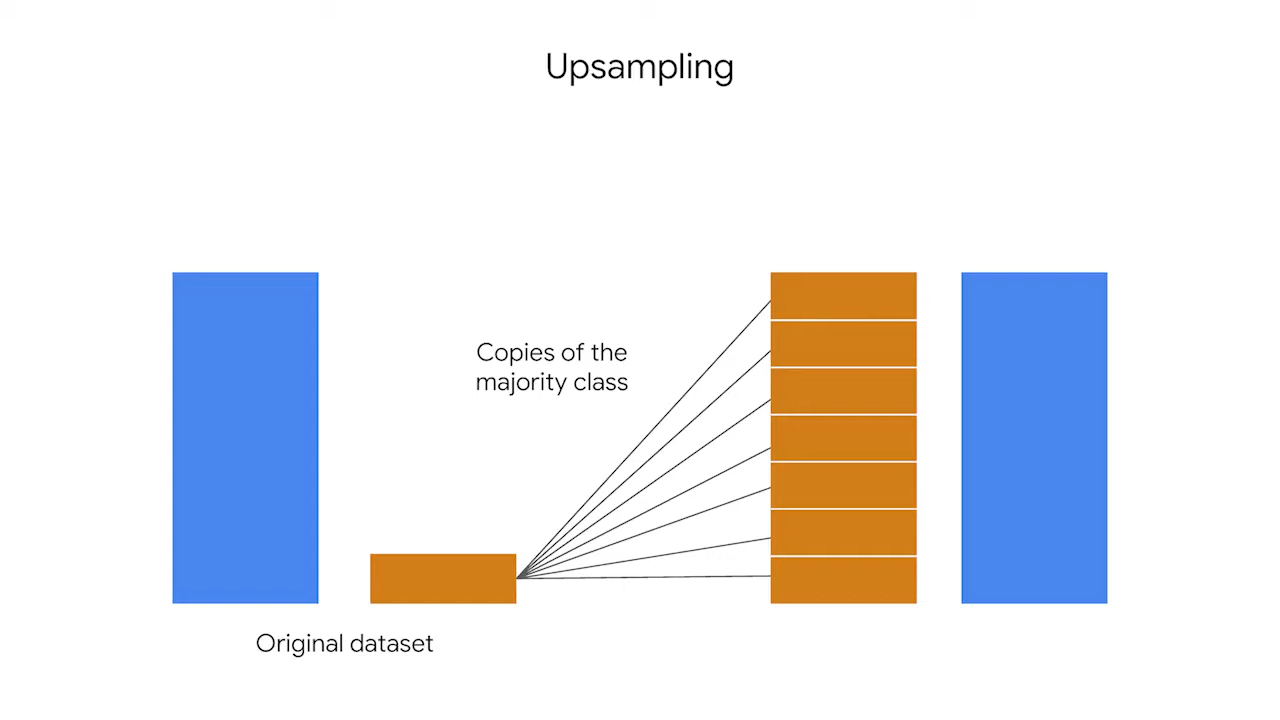 Upsampling
Copies of the
majority class
Original dataset